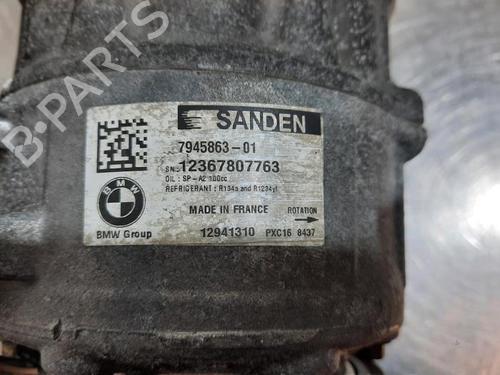 SANDEN
7945863-01
SN: 12367807763
OIL : SP-A2 100cc
REFRIGERANT : R134a and R1234yf
BMW
MADE IN FRANCE
ROTATION
BMW Group
12941310
PXC16 8437
B-PARTS